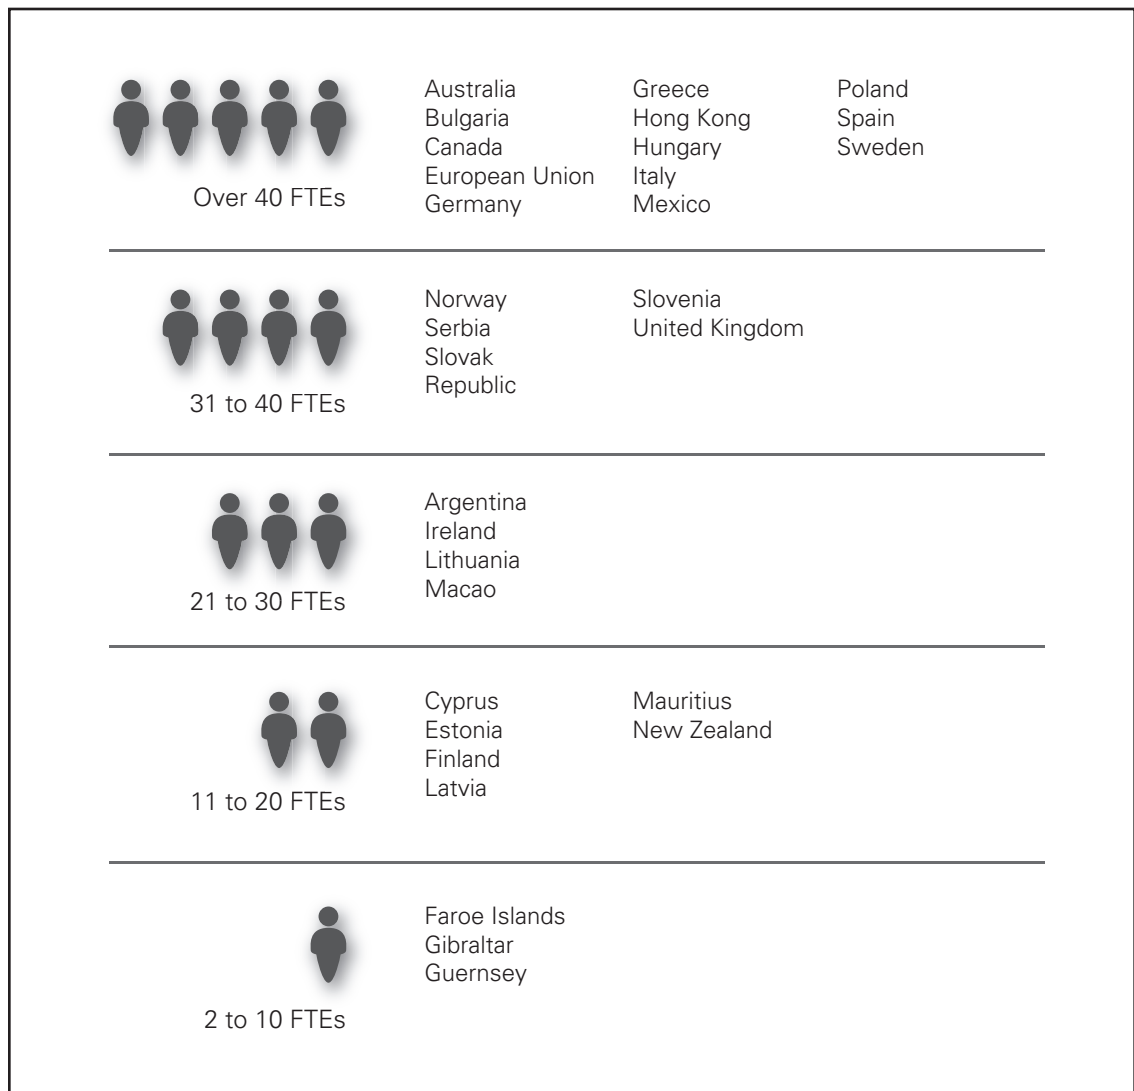 Over 40 FTEs
Australia
Bulgaria
Canada
European Union
Germany
Greece
Hong Kong
Hungary
Italy
Mexico
Poland
Spain
Sweden
31 to 40 FTEs
Norway
Serbia
Slovak
Republic
Slovenia
United Kingdom
21 to 30 FTEs
Argentina
Ireland
Lithuania
Macao
11 to 20 FTEs
Cyprus
Estonia
Finland
Latvia
Mauritius
New Zealand
2 to 10 FTEs
Faroe Islands
Gibraltar
Guernsey